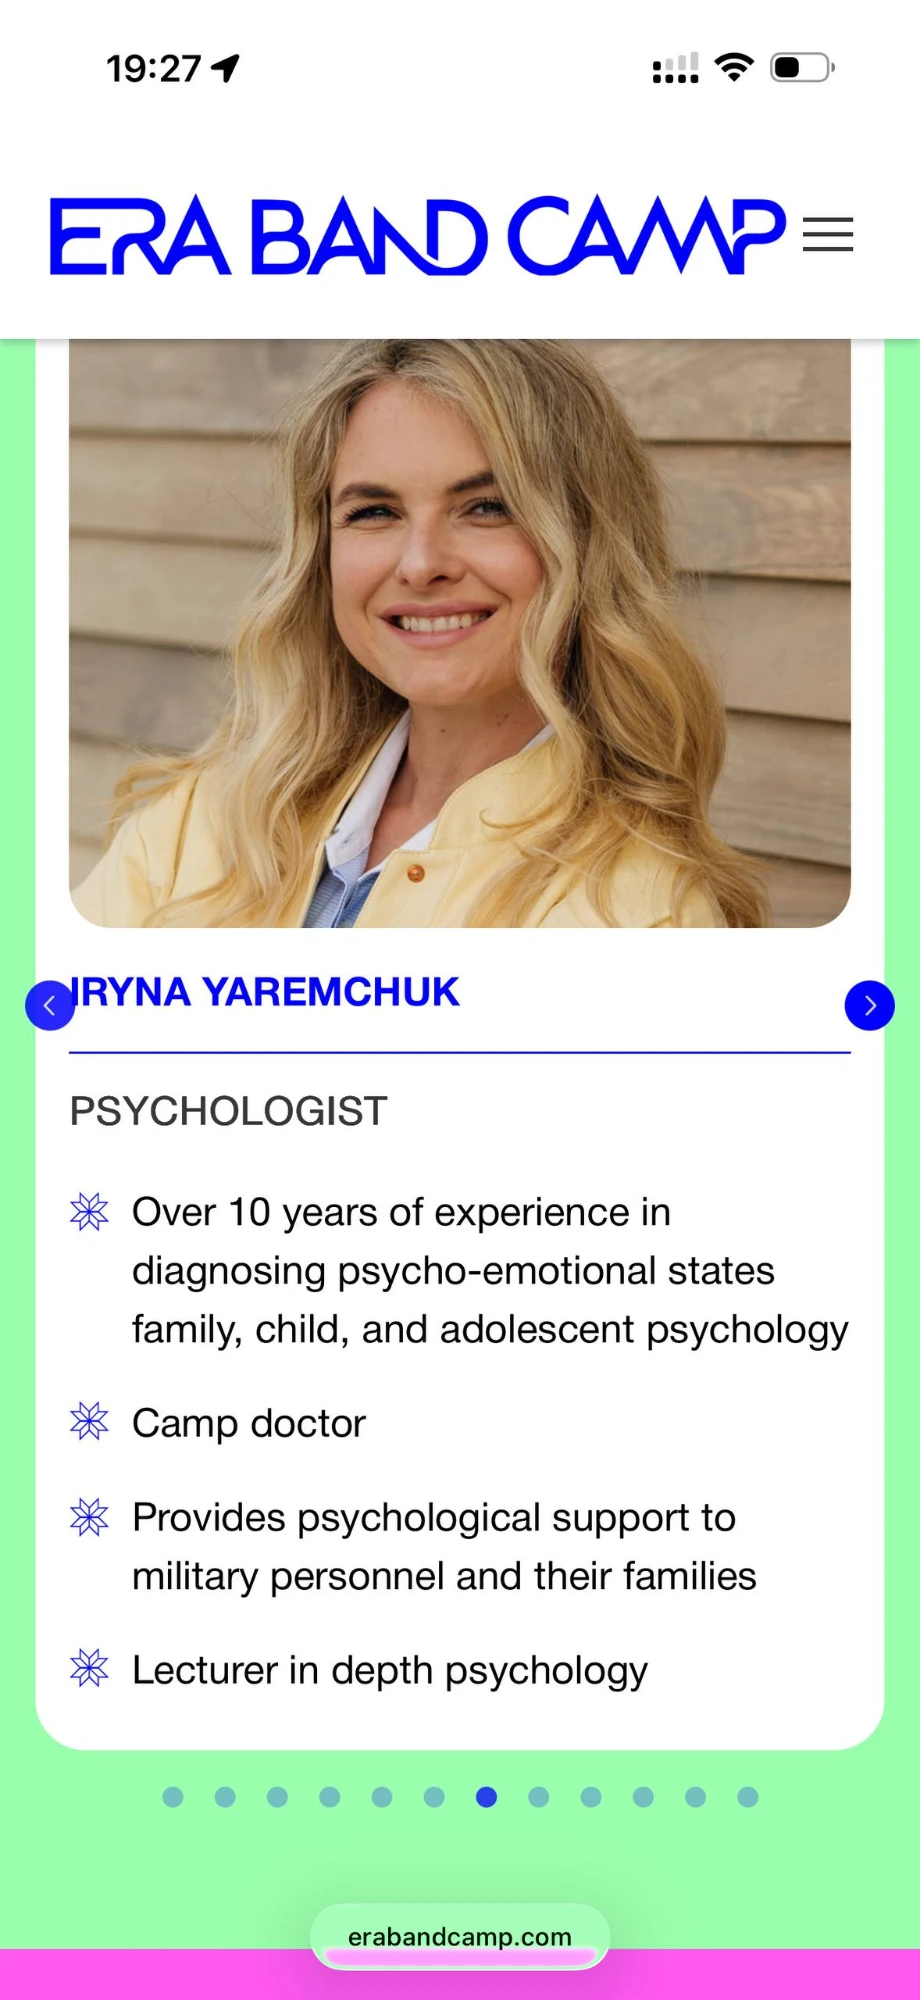 19:27
ERA BAND CAMP
IRYNA YAREMCHUK
PSYCHOLOGIST
Over 10 years of experience in
diagnosing psycho-emotional states
family, child, and adolescent psychology
Camp doctor
Provides psychological support to
military personnel and their families
Lecturer in depth psychology
erabandcamp.com